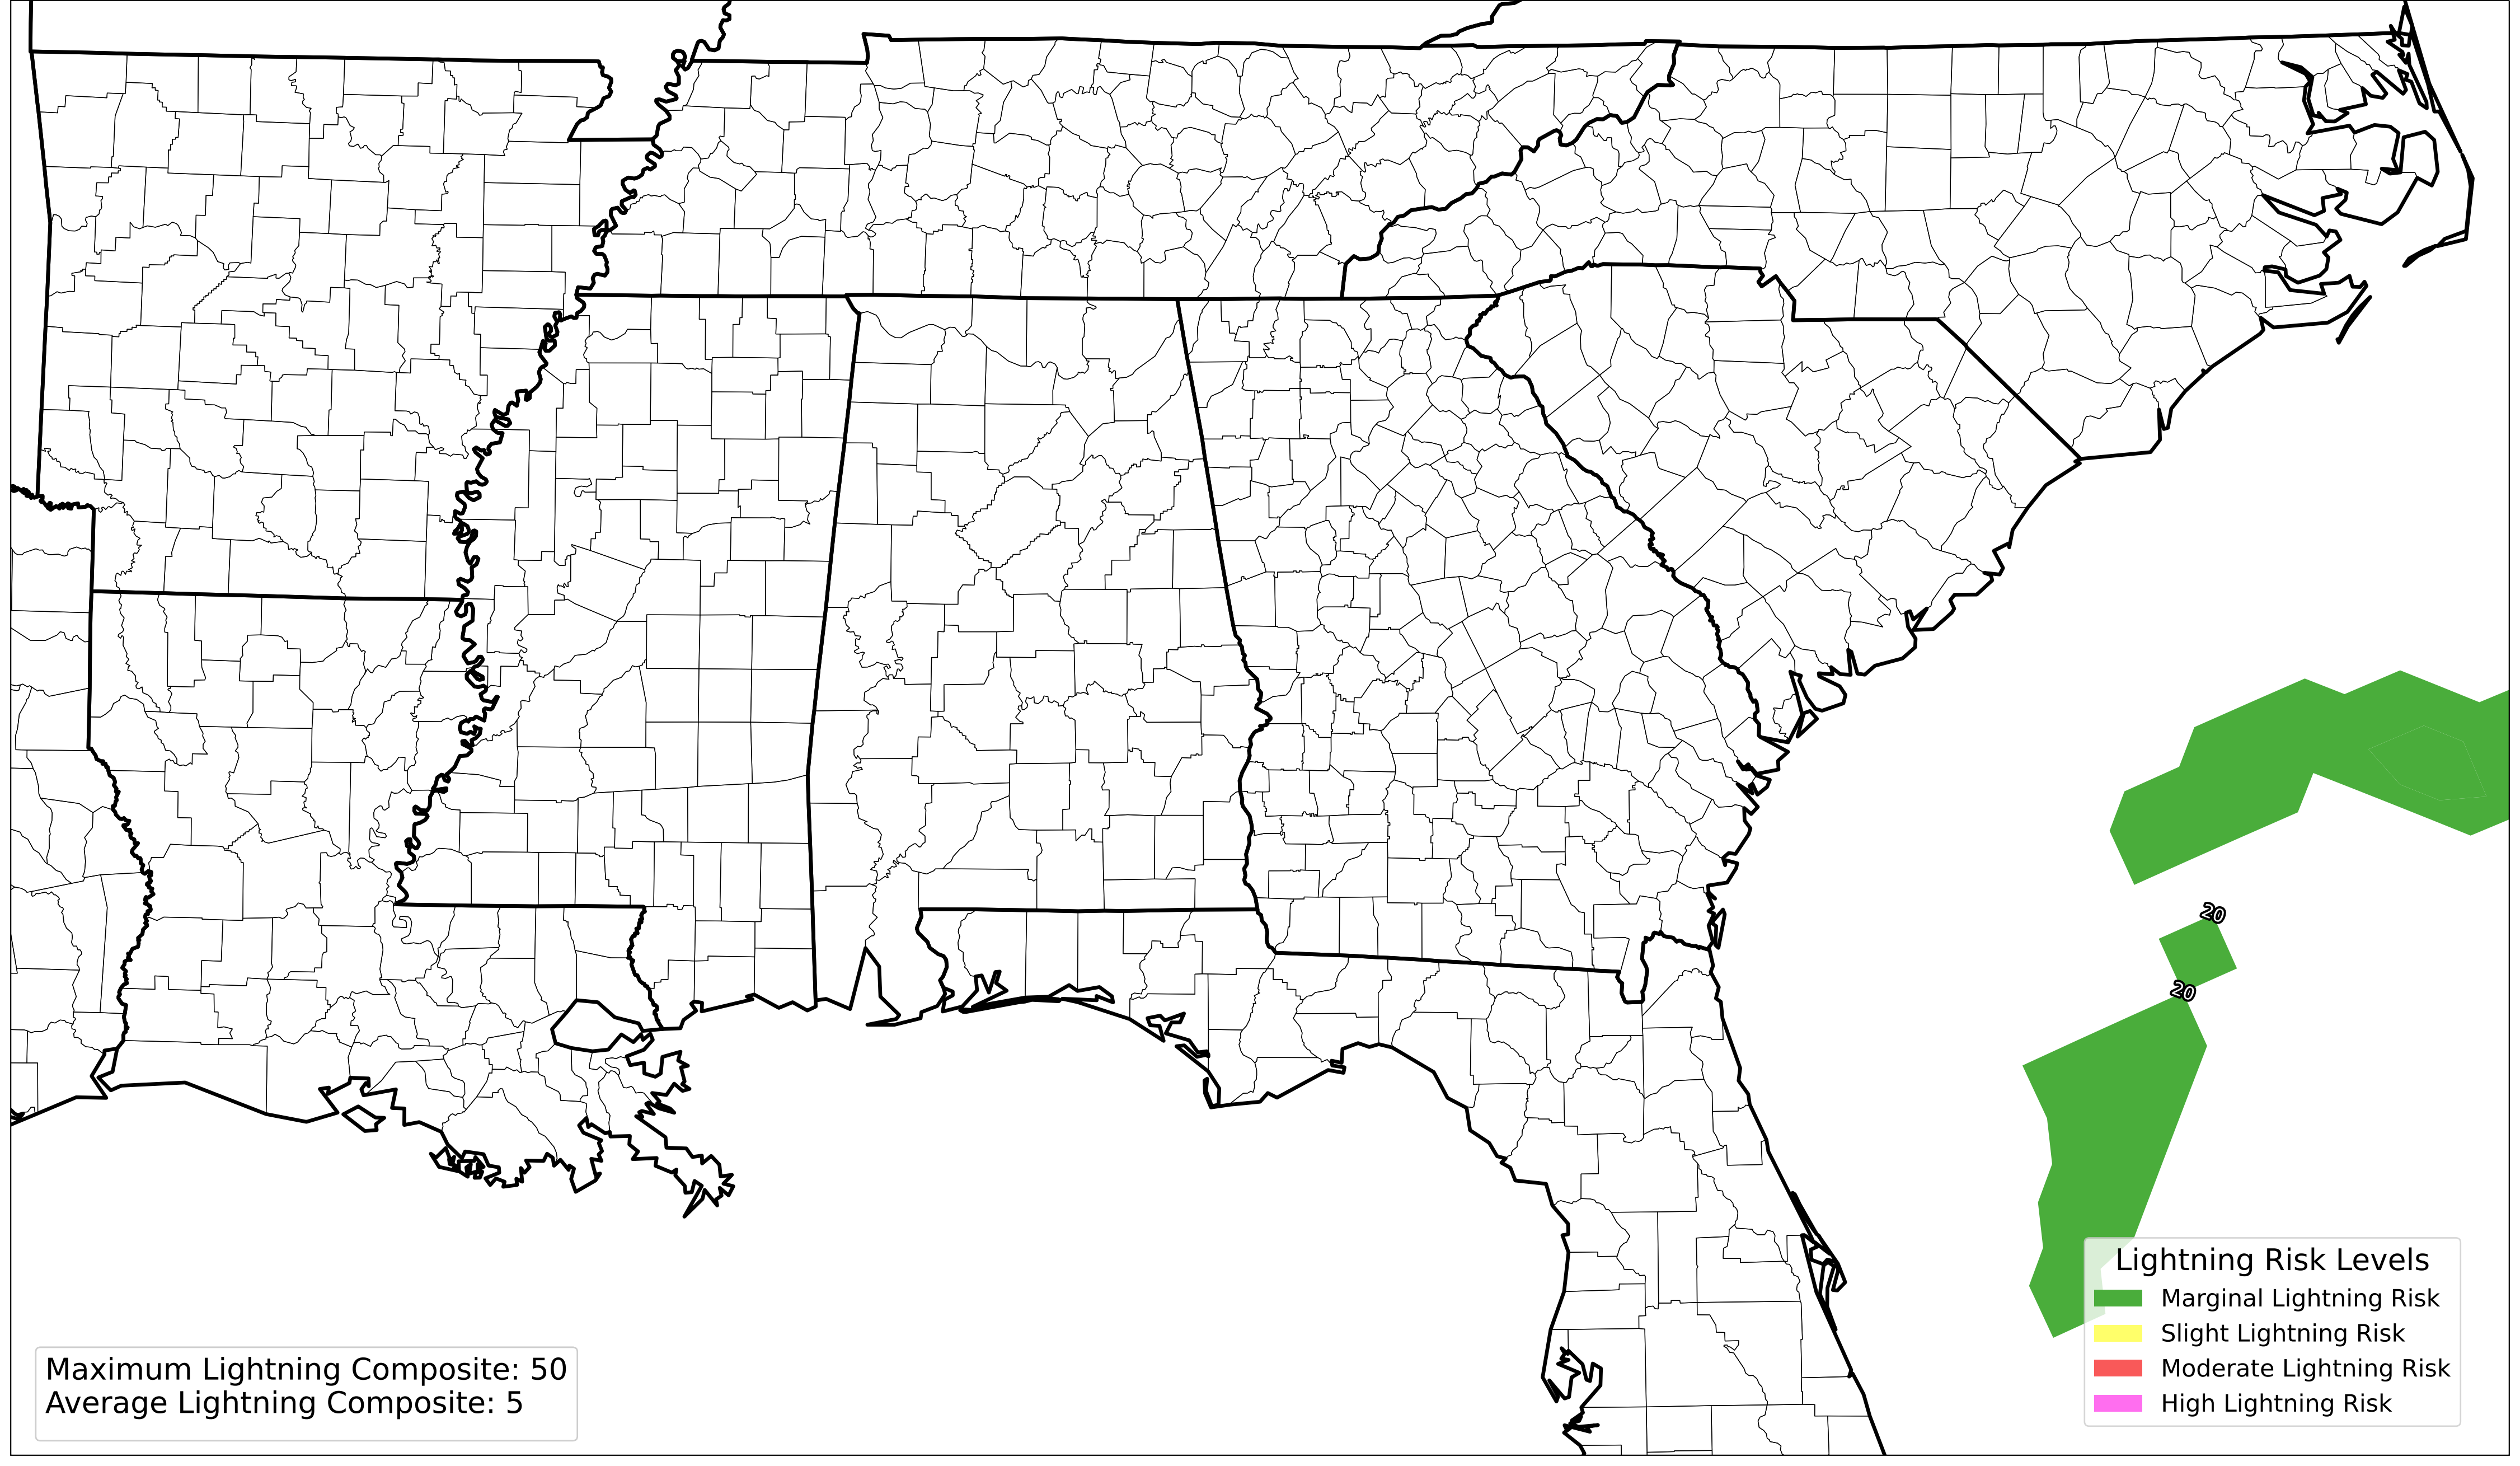 20
20
Lightning Risk Levels
Marginal Lightning Risk
Slight Lightning Risk
Moderate Lightning Risk
High Lightning Risk
Maximum Lightning Composite: 50
Average Lightning Composite: 5